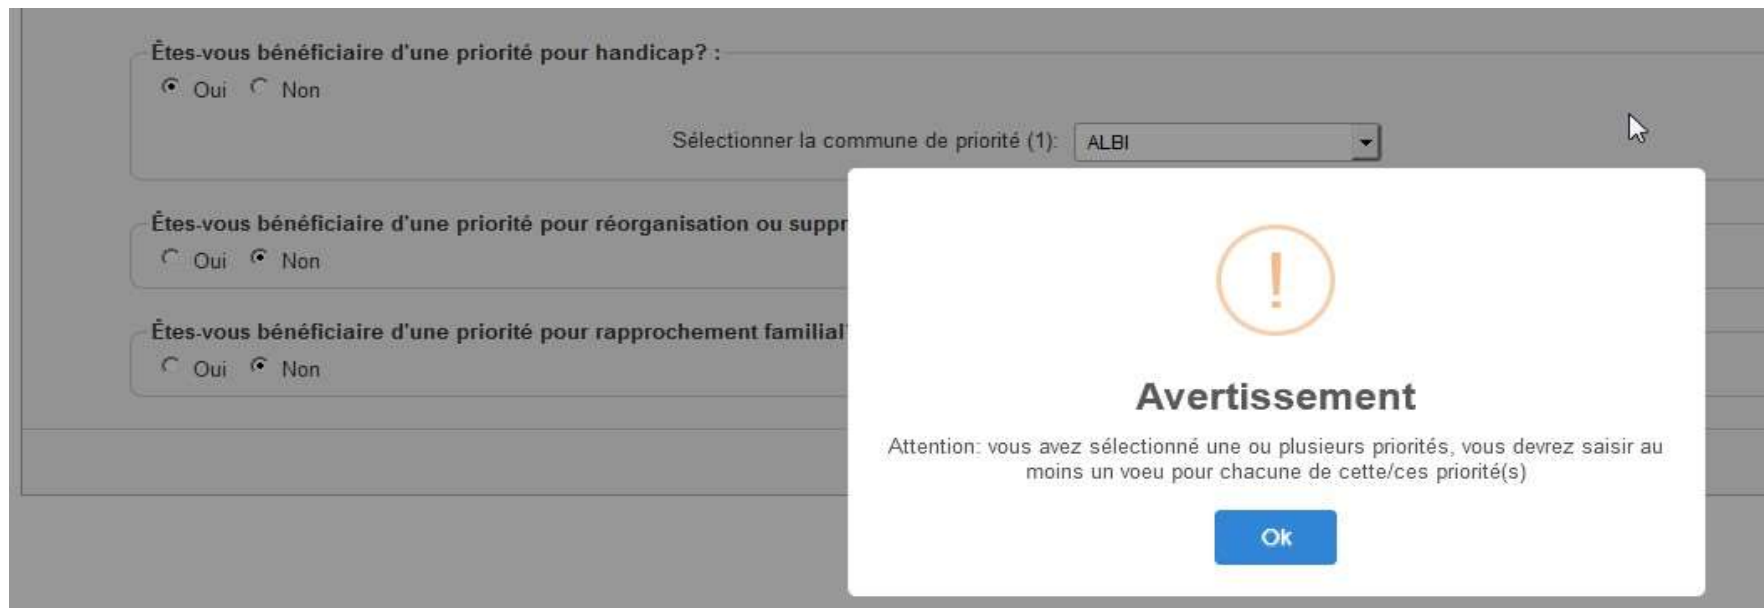 Êtes-vous bénéficiaire d'une priorité pour handicap? :
Oui Non
Sélectionner la commune de priorité (1): ALBI
Êtes-vous bénéficiaire d'une priorité pour réorganisation ou suppr
Oui Non
Êtes-vous bénéficiaire d'une priorité pour rapprochement familial?
Oui Non
!
Avertissement
Attention: vous avez sélectionné une ou plusieurs priorités, vous devrez saisir au
moins un voeu pour chacune de cette/ces priorité(s)
Ok